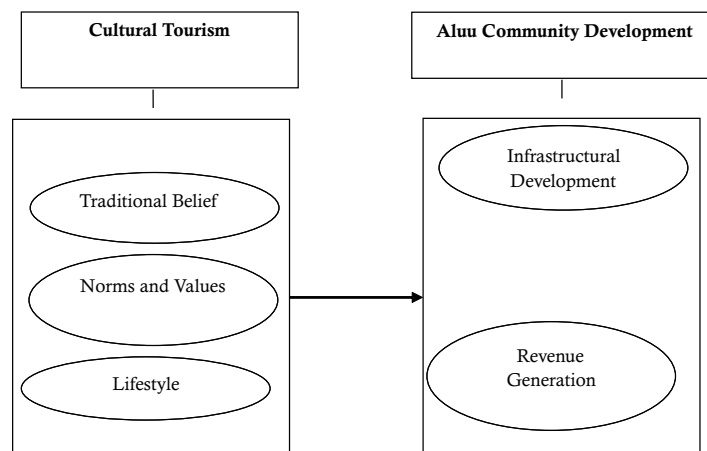 Cultural Tourism
Aluu Community Development
Traditional Belief
Norms and Values
Lifestyle
Infrastructural
Development
Revenue
Generation